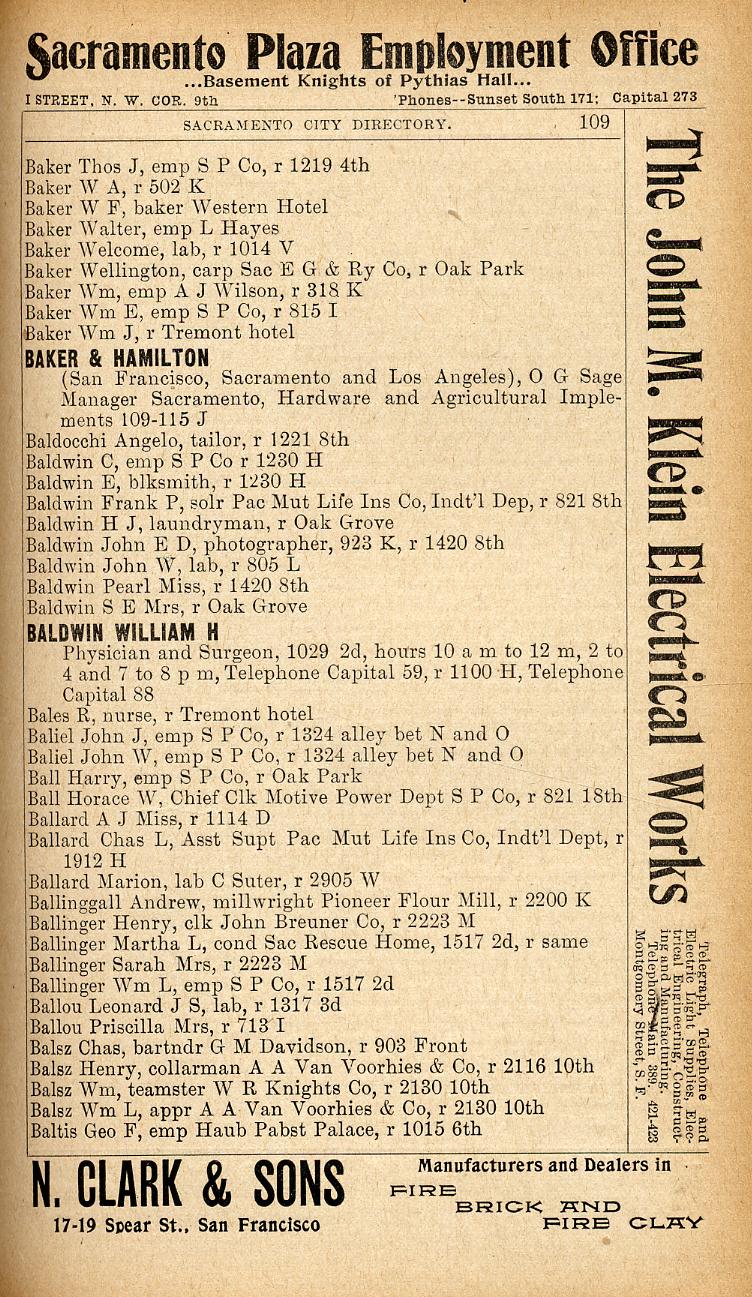 Sacramento Plaza Employment Office
...Basement Knights of Pythias Hall...
I STREET, N. W. COR. 9th 'Phones--Sunset South 171; Capital 273
SACRAMENTO CITY DIRECTORY. 109
Baker Thos J, emp S P Co, r 1219 4th
Baker W A, r 502 K
Baker W F, baker Western Hotel
Baker Walter, emp L Hayes
Baker Welcome, lab, r 1014 V
Baker Wellington, carp Sac E G & Ry Co, r Oak Park
Baker Wm, emp A J Wilson, r 318 K
Baker Wm E, emp S P Co, r 815 I
Baker Wm J, r Tremont hotel
BAKER & HAMILTON
(San Francisco, Sacramento and Los Angeles), O G Sage
Manager Sacramento, Hardware and Agricultural Imple-
ments 109-115 J
Baldocchi Angelo, tailor, r 1221 8th
Baldwin C, emp S P Co r 1230 H
Baldwin E, blksmith, r 1230 H
Baldwin Frank P, solr Pac Mut Life Ins Co, Indt'l Dep, r 821 8th
Baldwin H J, laundryman, r Oak Grove
Baldwin John E D, photographer, 923 K, r 1420 8th
Baldwin John W, lab, r 805 L
Baldwin Pearl Miss, r 1420 8th
Baldwin S E Mrs, r Oak Grove
BALDWIN WILLIAM H
Physician and Surgeon, 1029 2d, hours 10 a m to 12 m, 2 to
4 and 7 to 8 p m, Telephone Capital 59, r 1100 H, Telephone
Capital 88
Bales R, nurse, r Tremont hotel
Baliel John J, emp S P Co, r 1324 alley bet N and O
Baliel John W, emp S P Co, r 1324 alley bet N and O
Ball Harry, emp S P Co, r Oak Park
Ball Horace W, Chief Clk Motive Power Dept S P Co, r 821 18th
Ballard A J Miss, r 1114 D
Ballard Chas L, Asst Supt Pac Mut Life Ins Co, Indt'l Dept, r
1912 H
Ballard Marion, lab C Suter, r 2905 W
Ballinggall Andrew, millwright Pioneer Flour Mill, r 2200 K
Ballinger Henry, clk John Breuner Co, r 2223 M
Ballinger Martha L, cond Sac Rescue Home, 1517 2d, r same
Ballinger Sarah Mrs, r 2223 M
Ballinger Wm L, emp S P Co, r 1517 2d
Ballou Leonard J S, lab, r 1317 3d
Ballou Priscilla Mrs, r 713 I
Balsz Chas, bartndr G M Davidson, r 903 Front
Balsz Henry, collarman A A Van Voorhies & Co, r 2116 10th
Balsz Wm, teamster W R Knights Co, r 2130 10th
Balsz Wm L, appr A A Van Voorhies & Co, r 2130 10th
Baltis Geo F, emp Haub Pabst Palace, r 1015 6th
The John M. Klein Electrical Works
Telegraph, Telephone and
Electric Light Supplies, Elec-
trical Engineering, Construct-
ing and Manufacturing.
Telephone Main 389. 421-423
Montgomery Street, S. F.
N. CLARK & SONS
17-19 Spear St., San Francisco
Manufacturers and Dealers in
FIRE
BRICK AND
FIRE CLAY